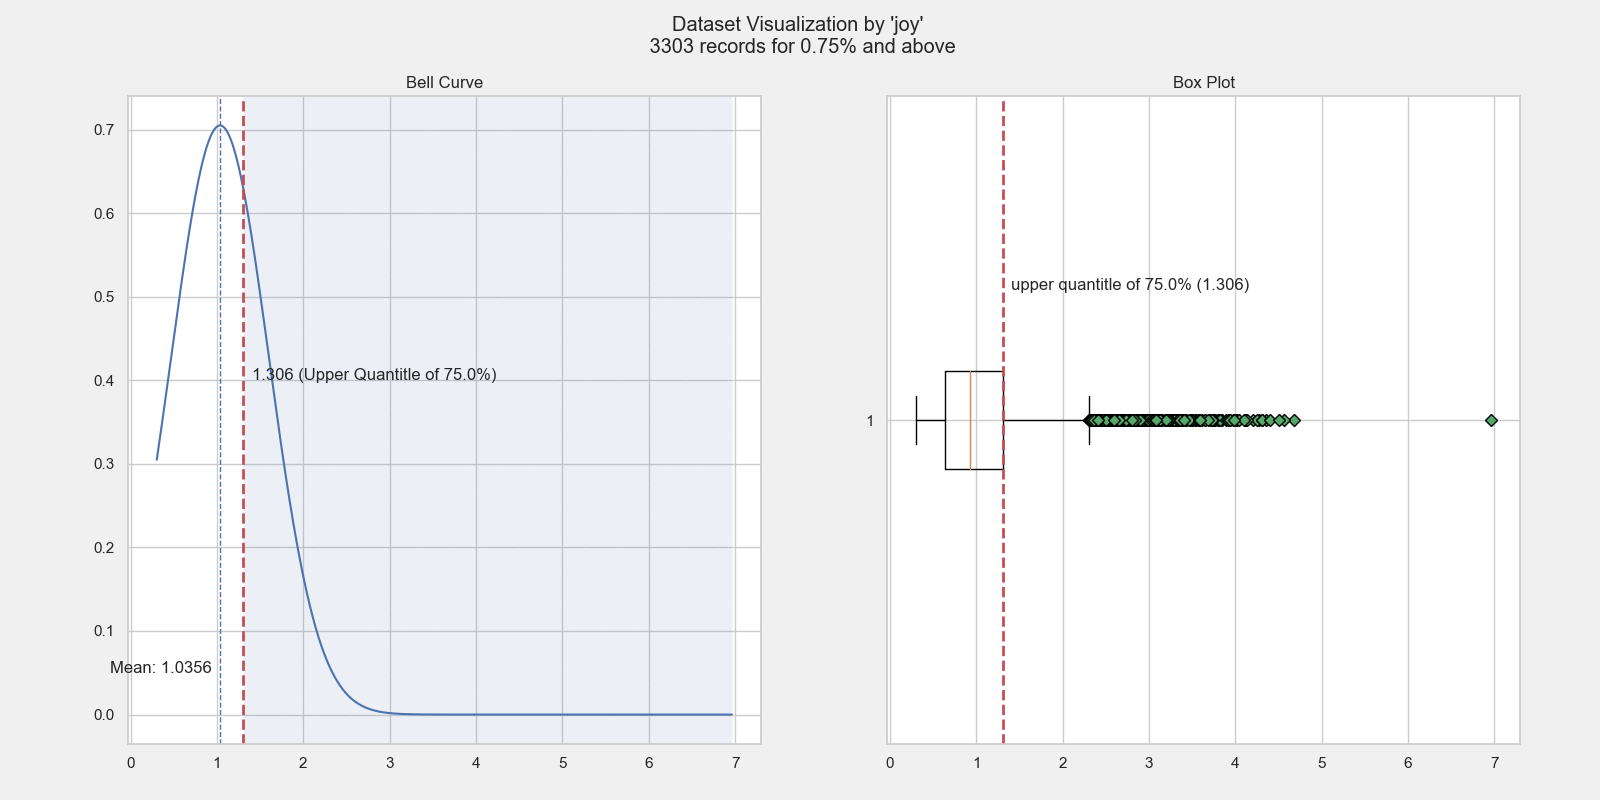 Dataset Visualization by 'joy'
3303 records for 0.75% and above
Bell Curve
0.7
0.6
0.5
0.4
0.3
0.2
0.1
0.0
1.306 (Upper Quantitle of 75.0%)
Mean: 1.0356
0 1 2 3 4 5 6 7
Box Plot
upper quantitle of 75.0% (1.306)
1
0 1 2 3 4 5 6 7